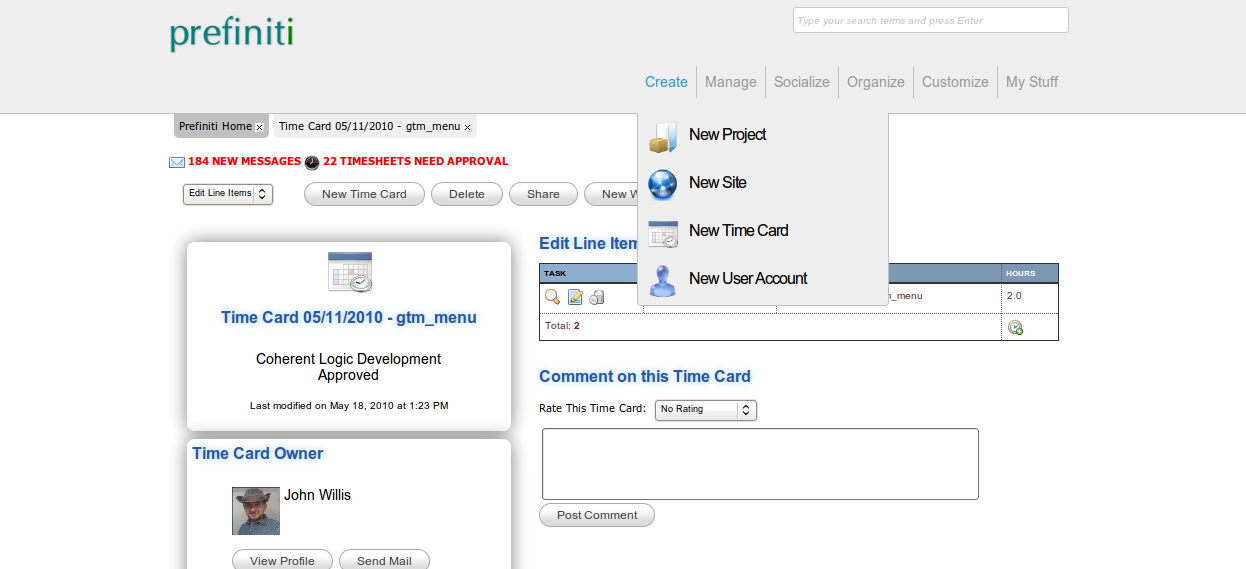 prefiniti
Type your search terms and press Enter
Create Manage Socialize Organize Customize My Stuff
Prefiniti Home
Time Card 05/11/2010 - gtm_menu
184 NEW MESSAGES 22 TIMESHEETS NEED APPROVAL
Edit Line Items New Time Card Delete Share New
New Project
New Site
New Time Card
New User Account
Time Card 05/11/2010 - gtm_menu
Coherent Logic Development
Approved
Last modified on May 18, 2010 at 1:23 PM
Time Card Owner
John Willis
View Profile Send Mail
Edit Line
TASK HOURS
_menu 2.0
Total: 2
Comment on this Time Card
Rate This Time Card: No Rating
Post Comment